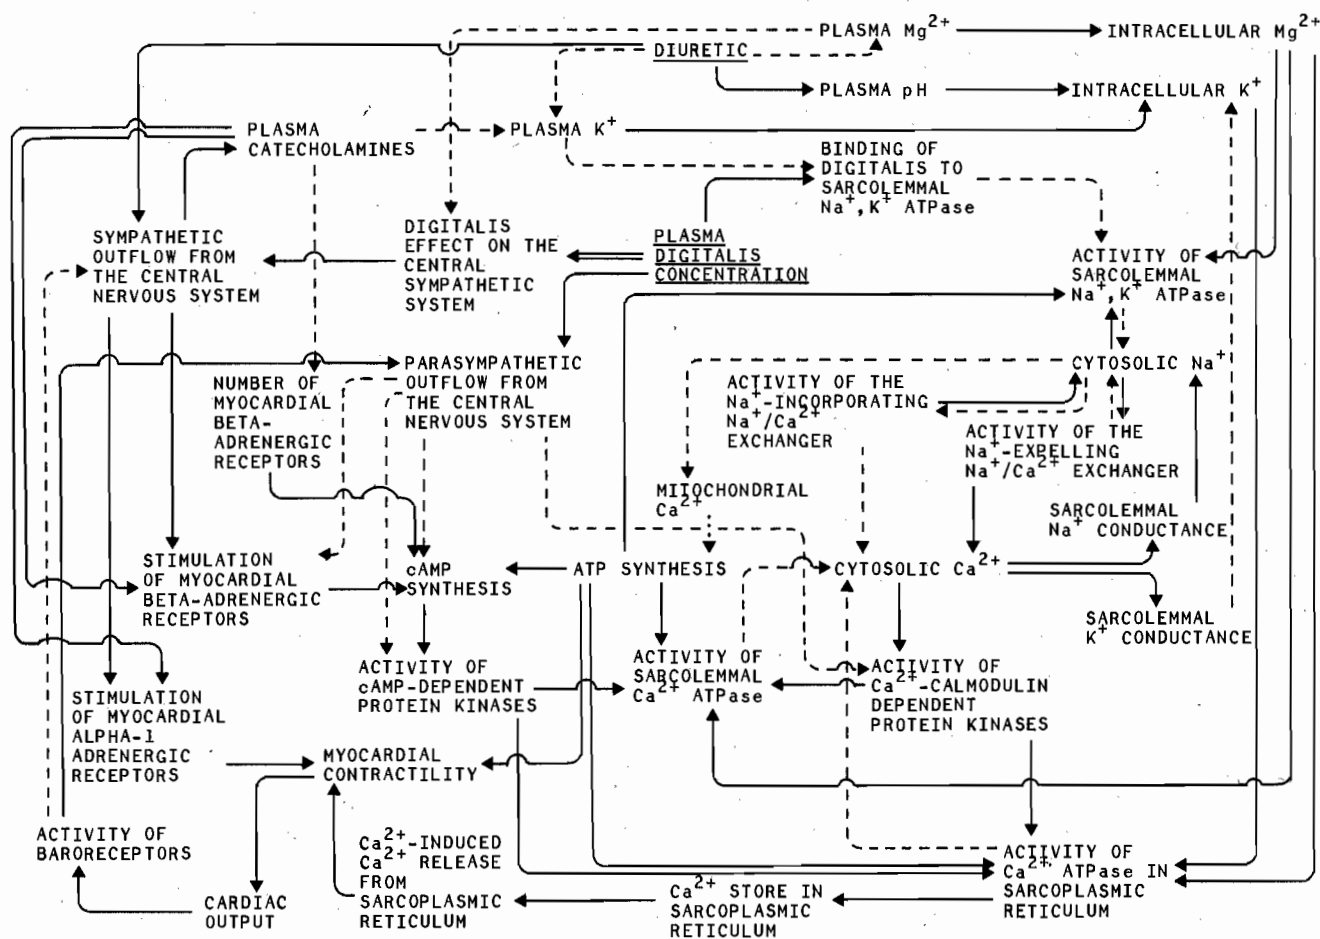 PLASMA Mg2+
INTRACELLULAR Mg2+
DIURETIC
PLASMA pH
INTRACELLULAR K+
PLASMA
CATECHOLAMINES
PLASMA K+
BINDING OF
DIGITALIS TO
SARCOLEMMAL
Na+,K+ ATPase
SYMPATHETIC
OUTFLOW FROM
THE CENTRAL
NERVOUS SYSTEM
DIGITALIS
EFFECT ON THE
CENTRAL
SYMPATHETIC
SYSTEM
PLASMA
DIGITALIS
CONCENTRATION
ACTIVITY OF
SARCOLEMMAL
Na+,K+ ATPase
NUMBER OF
MYOCARDIAL
BETA-
ADRENERGIC
RECEPTORS
PARASYMPATHETIC
OUTFLOW FROM
THE CENTRAL
NERVOUS SYSTEM
ACTIVITY OF THE
Na+-INCORPORATING
Na+/Ca2+
EXCHANGER
CYTOSOLIC Na+
ACTIVITY OF THE
Na+-EXPELLING
Na+/Ca2+ EXCHANGER
MITOCHONDRIAL
Ca2+
SARCOLEMMAL
Na+ CONDUCTANCE
STIMULATION
OF MYOCARDIAL
BETA-ADRENERGIC
RECEPTORS
cAMP
SYNTHESIS
ATP SYNTHESIS
CYTOSOLIC Ca2+
SARCOLEMMAL
K+ CONDUCTANCE
STIMULATION
OF MYOCARDIAL
ALPHA-1
ADRENERGIC
RECEPTORS
ACTIVITY OF
cAMP-DEPENDENT
PROTEIN KINASES
ACTIVITY OF
SARCOLEMMAL
Ca2+ ATPase
ACTIVITY OF
Ca2+-CALMODULIN
DEPENDENT
PROTEIN KINASES
MYOCARDIAL
CONTRACTILITY
ACTIVITY OF
BARORECEPTORS
CARDIAC
OUTPUT
Ca2+-INDUCED
Ca2+ RELEASE
FROM
SARCOPLASMIC
RETICULUM
Ca2+ STORE IN
SARCOPLASMIC
RETICULUM
ACTIVITY OF
Ca2+ ATPase IN
SARCOPLASMIC
RETICULUM